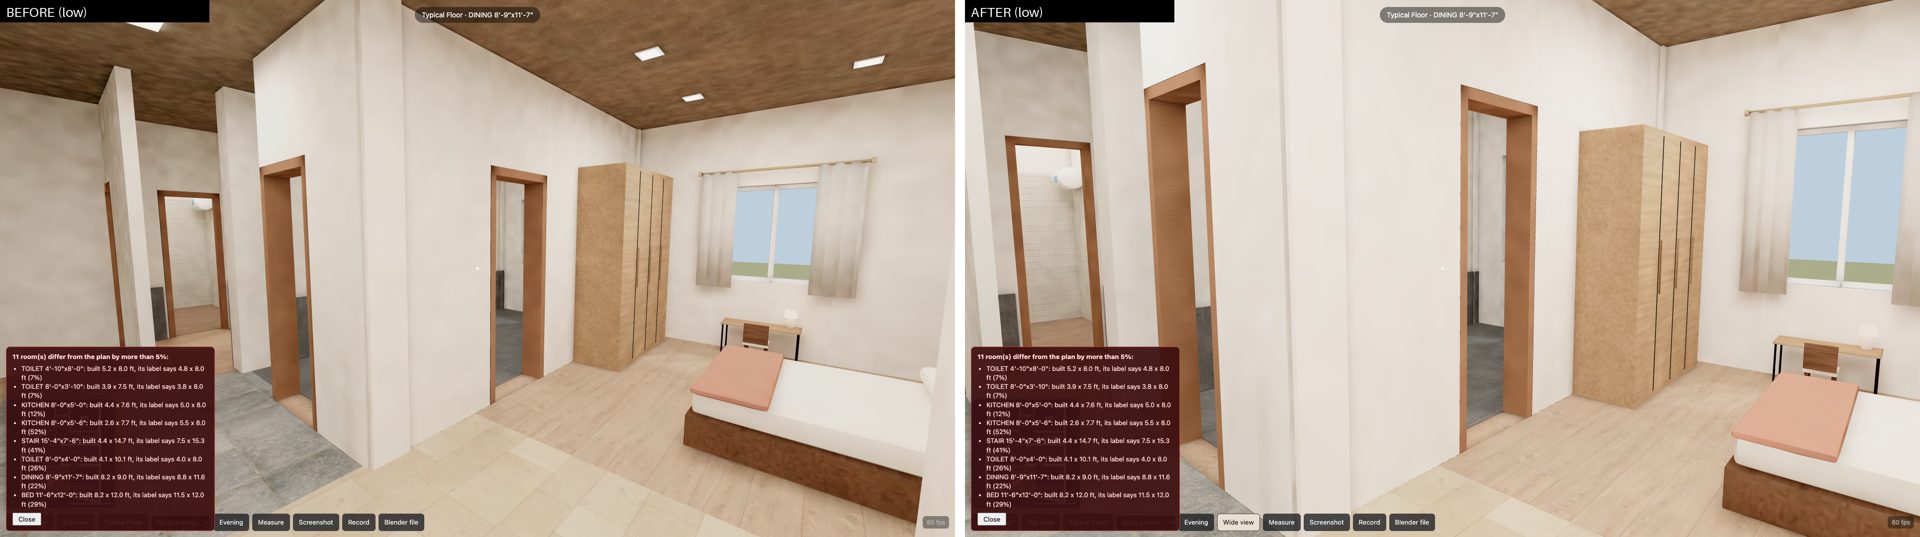 BEFORE (low)
Typical Floor · DINING 8'-9"x11'-7"
11 room(s) differ from the plan by more than 5%:
• TOILET 4'-10"x8'-0": built 5.2 x 8.0 ft, its label says 4.8 x 8.0
ft (7%)
• TOILET 8'-0"x3'-10": built 3.9 x 7.5 ft, its label says 3.8 x 8.0
ft (7%)
• KITCHEN 8'-0"x5'-0": built 4.4 x 7.6 ft, its label says 5.0 x 8.0
ft (12%)
• KITCHEN 8'-0"x5'-6": built 2.6 x 7.7 ft, its label says 5.5 x 8.0
ft (52%)
• STAIR 15'-4"x7'-6": built 4.4 x 14.7 ft, its label says 7.5 x 15.3
ft (41%)
• TOILET 8'-0"x4'-0": built 4.1 x 10.1 ft, its label says 4.0 x 8.0
ft (26%)
• DINING 8'-9"x11'-7": built 8.2 x 9.0 ft, its label says 8.8 x 11.6
ft (22%)
• BED 11'-6"x12'-0": built 8.2 x 12.0 ft, its label says 11.5 x 12.0
ft (29%)
Close
Evening Measure Screenshot Record Blender file
60 fps
AFTER (low)
Typical Floor · DINING 8'-9"x11'-7"
11 room(s) differ from the plan by more than 5%:
• TOILET 4'-10"x8'-0": built 5.2 x 8.0 ft, its label says 4.8 x 8.0
ft (7%)
• TOILET 8'-0"x3'-10": built 3.9 x 7.5 ft, its label says 3.8 x 8.0
ft (7%)
• KITCHEN 8'-0"x5'-0": built 4.4 x 7.6 ft, its label says 5.0 x 8.0
ft (12%)
• KITCHEN 8'-0"x5'-6": built 2.6 x 7.7 ft, its label says 5.5 x 8.0
ft (52%)
• STAIR 15'-4"x7'-6": built 4.4 x 14.7 ft, its label says 7.5 x 15.3
ft (41%)
• TOILET 8'-0"x4'-0": built 4.1 x 10.1 ft, its label says 4.0 x 8.0
ft (26%)
• DINING 8'-9"x11'-7": built 8.2 x 9.0 ft, its label says 8.8 x 11.6
ft (22%)
• BED 11'-6"x12'-0": built 8.2 x 12.0 ft, its label says 11.5 x 12.0
ft (29%)
Close
Evening Wide view Measure Screenshot Record Blender file
60 fps